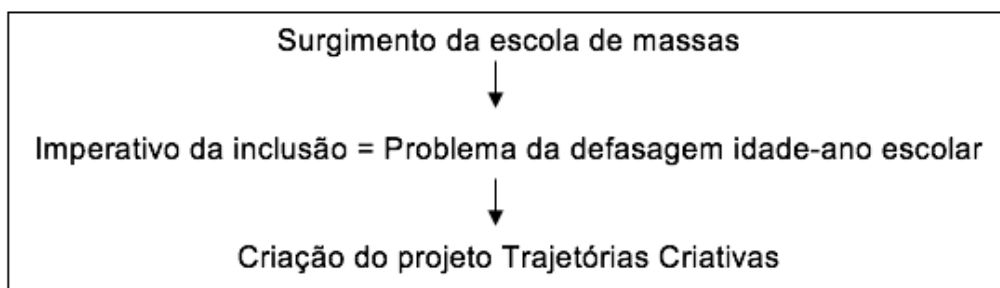 Surgimento da escola de massas
Imperativo da inclusão = Problema da defasagem idade-ano escolar
Criação do projeto Trajetórias Criativas